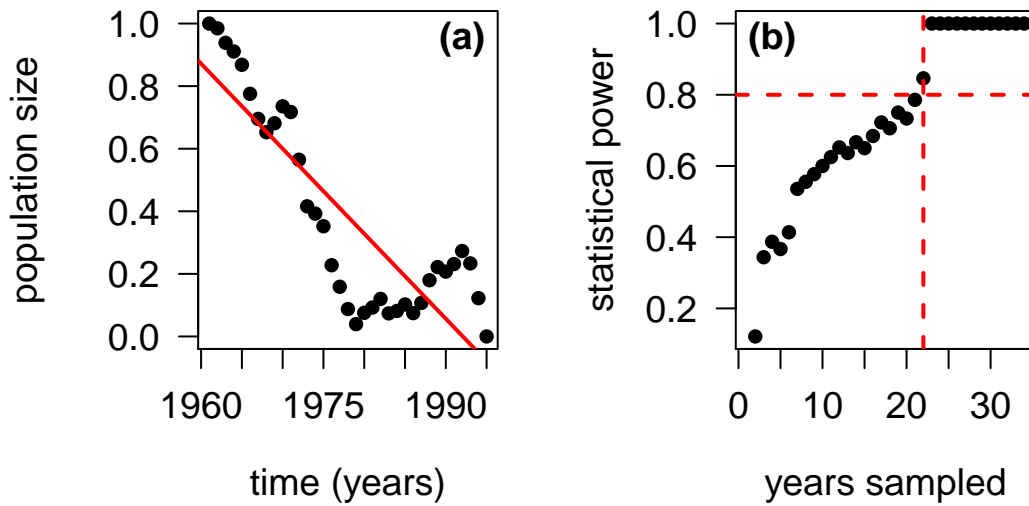 (a)
population size
1.0
0.8
0.6
0.4
0.2
0.0
1960 1975 1990
time (years)
(b)
statistical power
1.0
0.8
0.6
0.4
0.2
0 10 20 30
years sampled